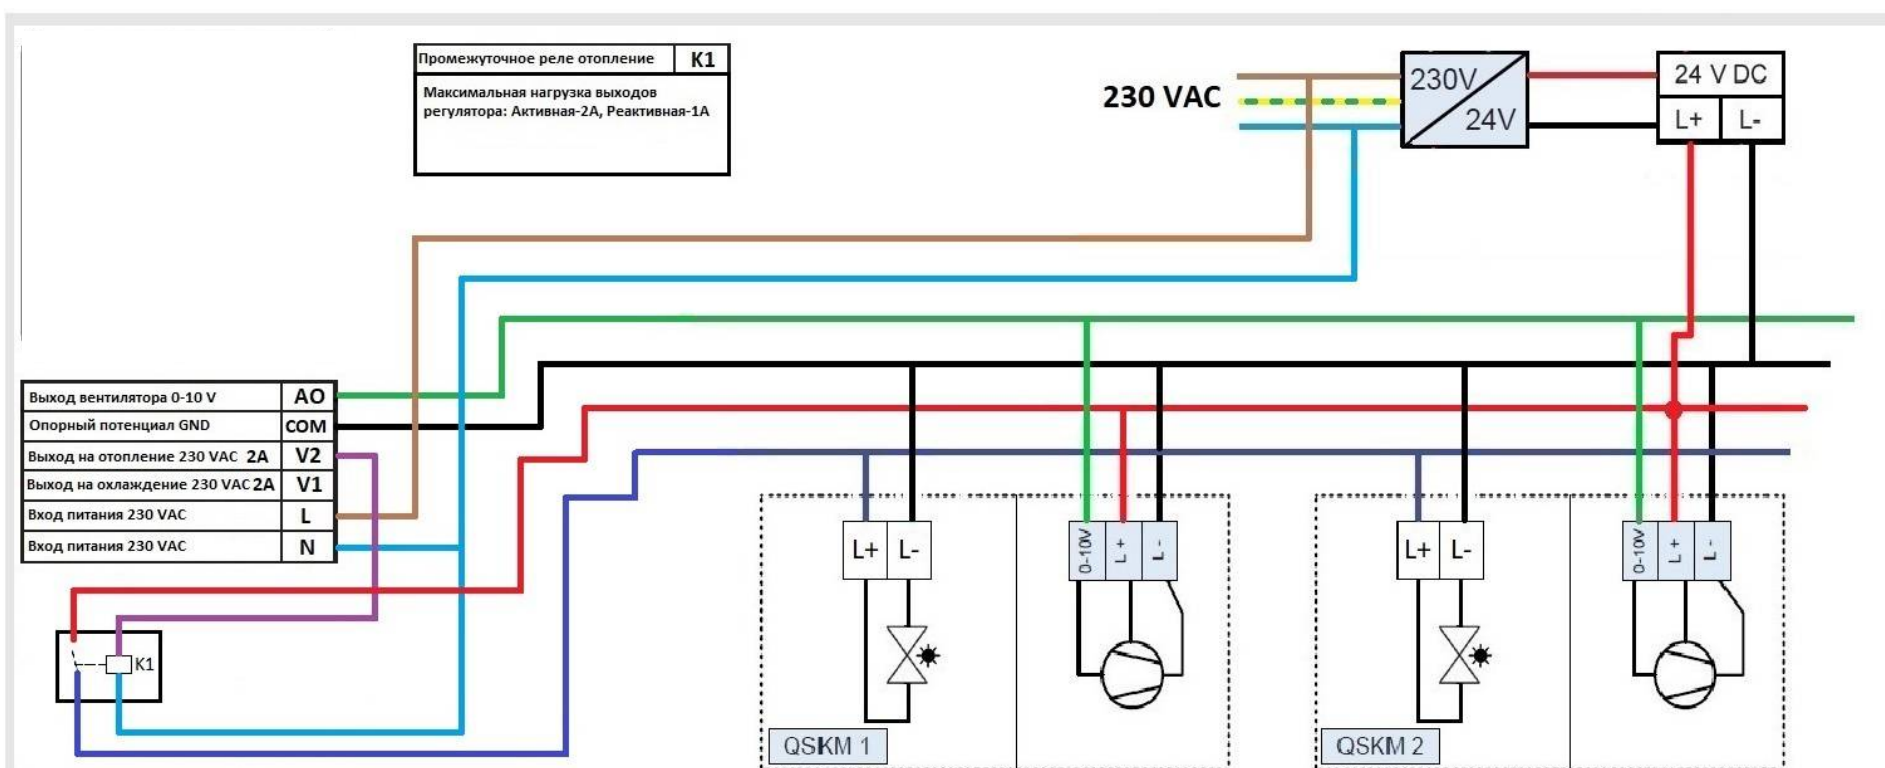 Промежуточное реле отопление K1
Максимальная нагрузка выходов
регулятора: Активная-2А, Реактивная-1А
230 VAC
230V
24V
24 V DC
L+ L-
Выход вентилятора 0-10 V AO
Опорный потенциал GND COM
Выход на отопление 230 VAC 2A V2
Выход на охлаждение 230 VAC 2A V1
Вход питания 230 VAC L
Вход питания 230 VAC N
K1
L+ L-
0-10V L+ L-
QSKM 1
L+ L-
0-10V L+ L-
QSKM 2